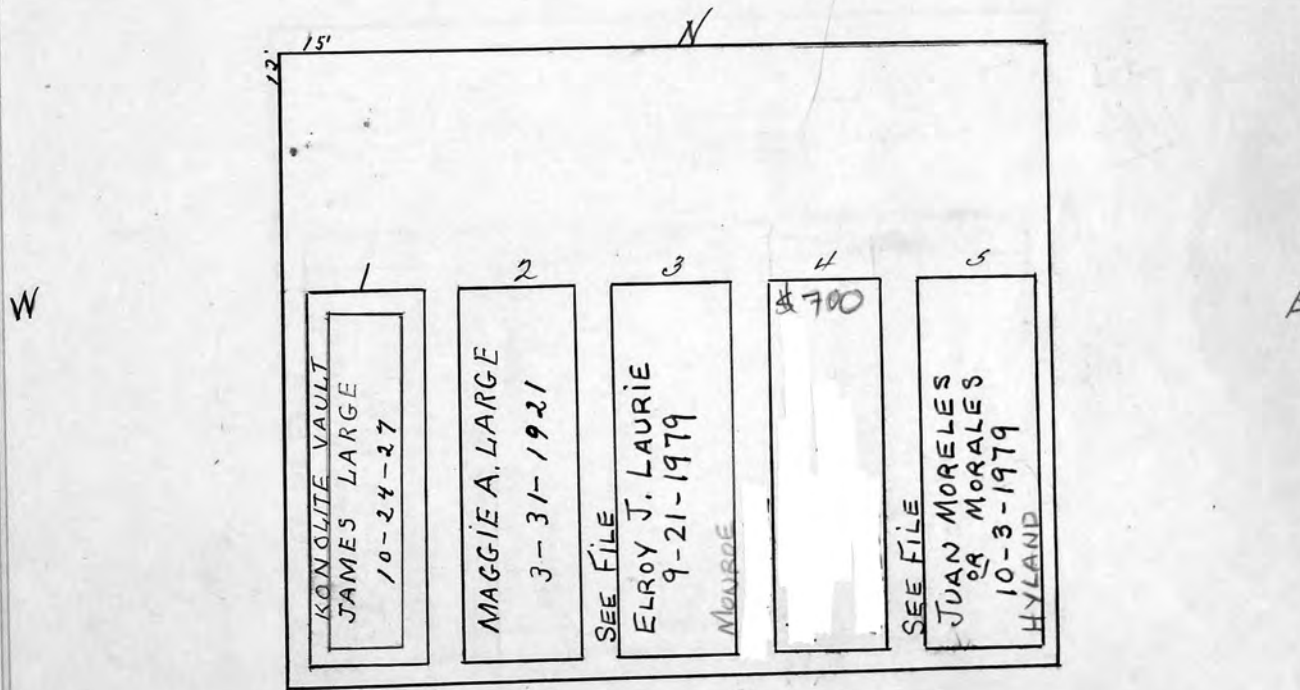 N
15'
12'
W
1
KONOLITE VAULT
JAMES LARGE
10-24-27
2
MAGGIE A. LARGE
3-31-1921
3
SEE FILE
ELROY J. LAURIE
9-21-1979
MONROE
4
$700
5
SEE FILE
JUAN MORELES
OR MORALES
10-3-1979
HYLAND